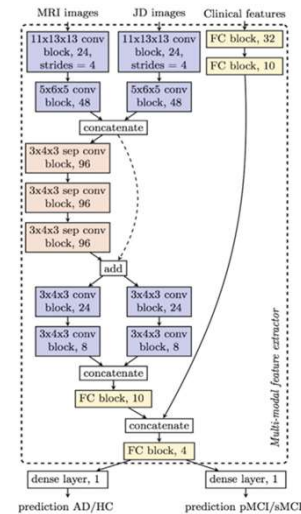 MRI images
JD images
Clinical features
11x13x13 conv
block, 24,
strides = 4
11x13x13 conv
block, 24,
strides = 4
FC block, 32
FC block, 10
5x6x5 conv
block, 48
5x6x5 conv
block, 48
concatenate
3x4x3 sep conv
block, 96
3x4x3 sep conv
block, 96
3x4x3 sep conv
block, 96
add
3x4x3 conv
block, 24
3x4x3 conv
block, 24
3x4x3 conv
block, 8
3x4x3 conv
block, 8
concatenate
FC block, 10
concatenate
FC block, 4
Multi-modal feature extractor
dense layer, 1
dense layer, 1
prediction AD/HC
prediction pMCI/sMCI